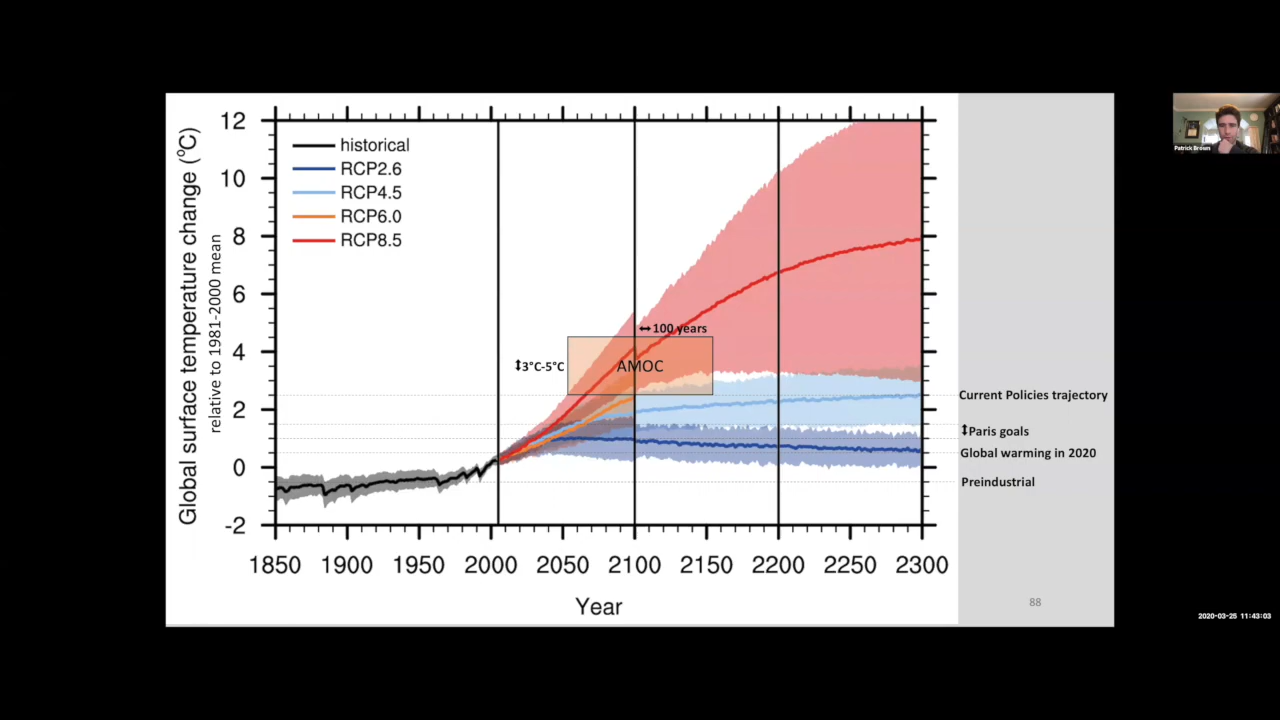 Global surface temperature change (°C)
relative to 1981-2000 mean
12
10
8
6
4
2
0
-2
historical
RCP2.6
RCP4.5
RCP6.0
RCP8.5
↔100 years
↕3°C-5°C
AMOC
Current Policies trajectory
↕Paris goals
Global warming in 2020
Preindustrial
1850 1900 1950 2000 2050 2100 2150 2200 2250 2300
Year
88
Patrick Brown
2020-03-25 11:43:03